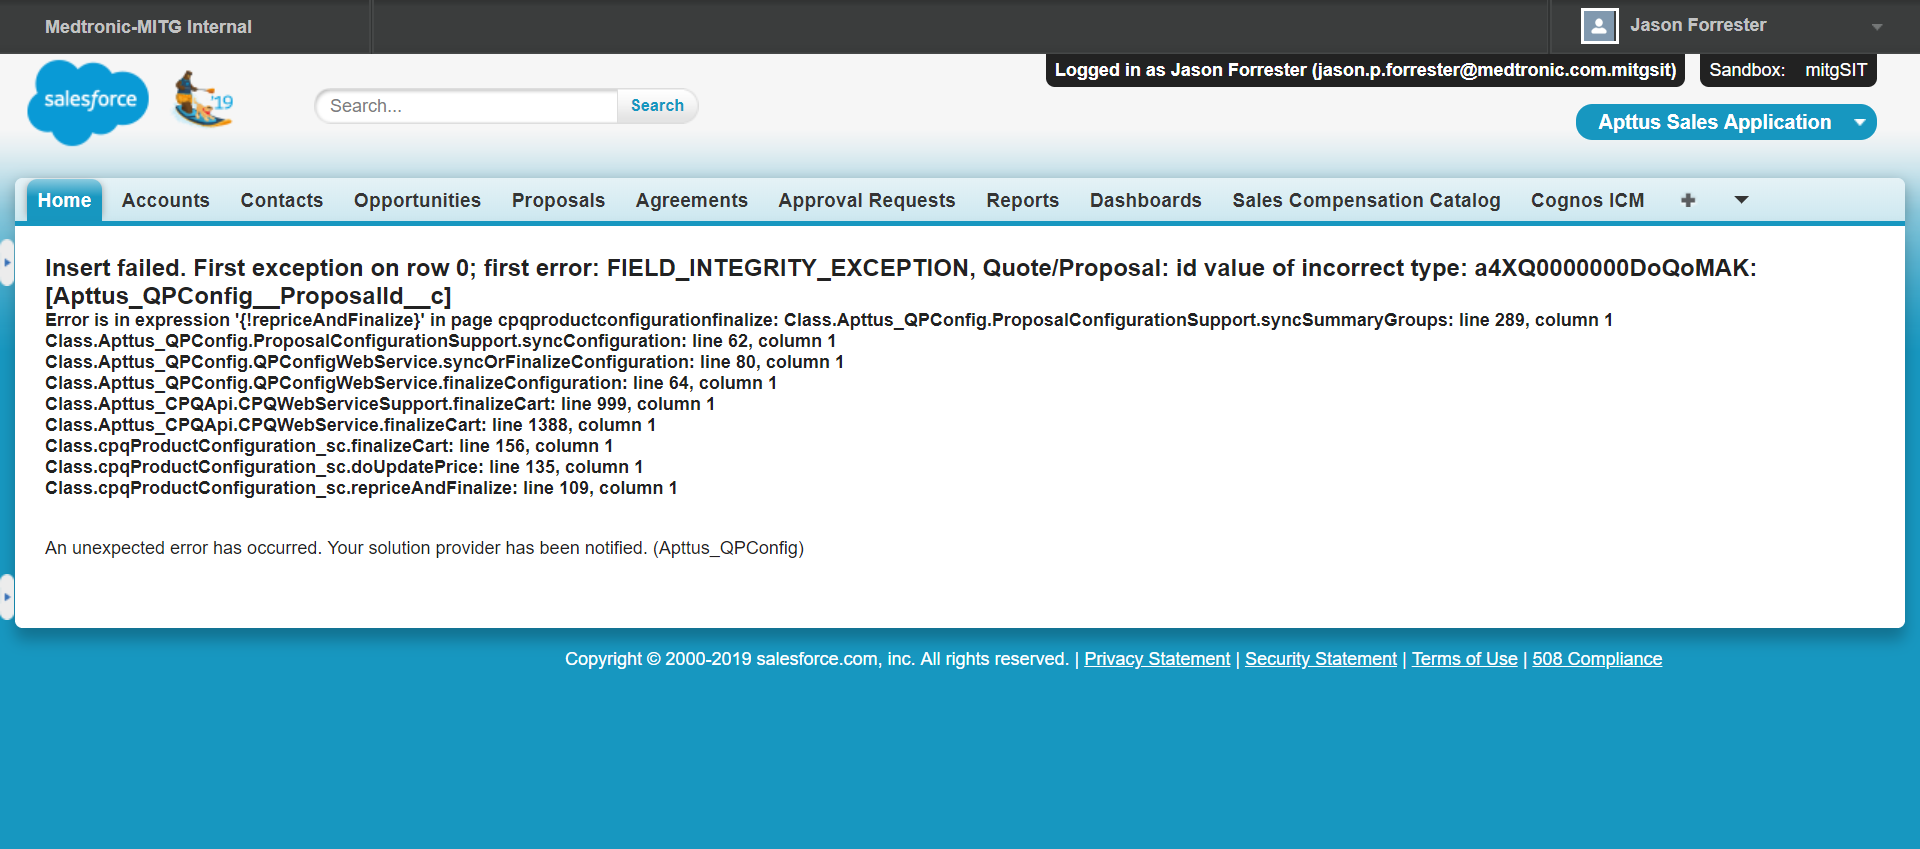 Medtronic-MITG Internal
Jason Forrester
Logged in as Jason Forrester (jason.p.forrester@medtronic.com.mitgsit)
Sandbox: mitgSIT
salesforce
'19
Search...
Search
Apttus Sales Application
Home Accounts Contacts Opportunities Proposals Agreements Approval Requests Reports Dashboards Sales Compensation Catalog Cognos ICM
Insert failed. First exception on row 0; first error: FIELD_INTEGRITY_EXCEPTION, Quote/Proposal: id value of incorrect type: a4XQ0000000DoQoMAK:
[Apttus_QPConfig__ProposalId__c]
Error is in expression '{!repriceAndFinalize}' in page cpqproductconfigurationfinalize: Class.Apttus_QPConfig.ProposalConfigurationSupport.syncSummaryGroups: line 289, column 1
Class.Apttus_QPConfig.ProposalConfigurationSupport.syncConfiguration: line 62, column 1
Class.Apttus_QPConfig.QPConfigWebService.syncOrFinalizeConfiguration: line 80, column 1
Class.Apttus_QPConfig.QPConfigWebService.finalizeConfiguration: line 64, column 1
Class.Apttus_CPQApi.CPQWebServiceSupport.finalizeCart: line 999, column 1
Class.Apttus_CPQApi.CPQWebService.finalizeCart: line 1388, column 1
Class.cpqProductConfiguration_sc.finalizeCart: line 156, column 1
Class.cpqProductConfiguration_sc.doUpdatePrice: line 135, column 1
Class.cpqProductConfiguration_sc.repriceAndFinalize: line 109, column 1
An unexpected error has occurred. Your solution provider has been notified. (Apttus_QPConfig)
Copyright © 2000-2019 salesforce.com, inc. All rights reserved. | Privacy Statement | Security Statement | Terms of Use | 508 Compliance